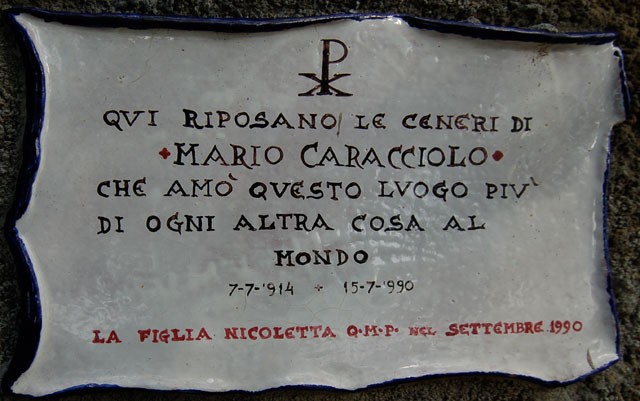 QVI RIPOSANO LE CENERI DI
•MARIO CARACCIOLO•
CHE AMO' QVESTO LVOGO PIV'
DI OGNI ALTRA COSA AL
MONDO
7-7-'914 + 15-7-'990
LA FIGLIA NICOLETTA Q·M·P· NEL SETTEMBRE 1990